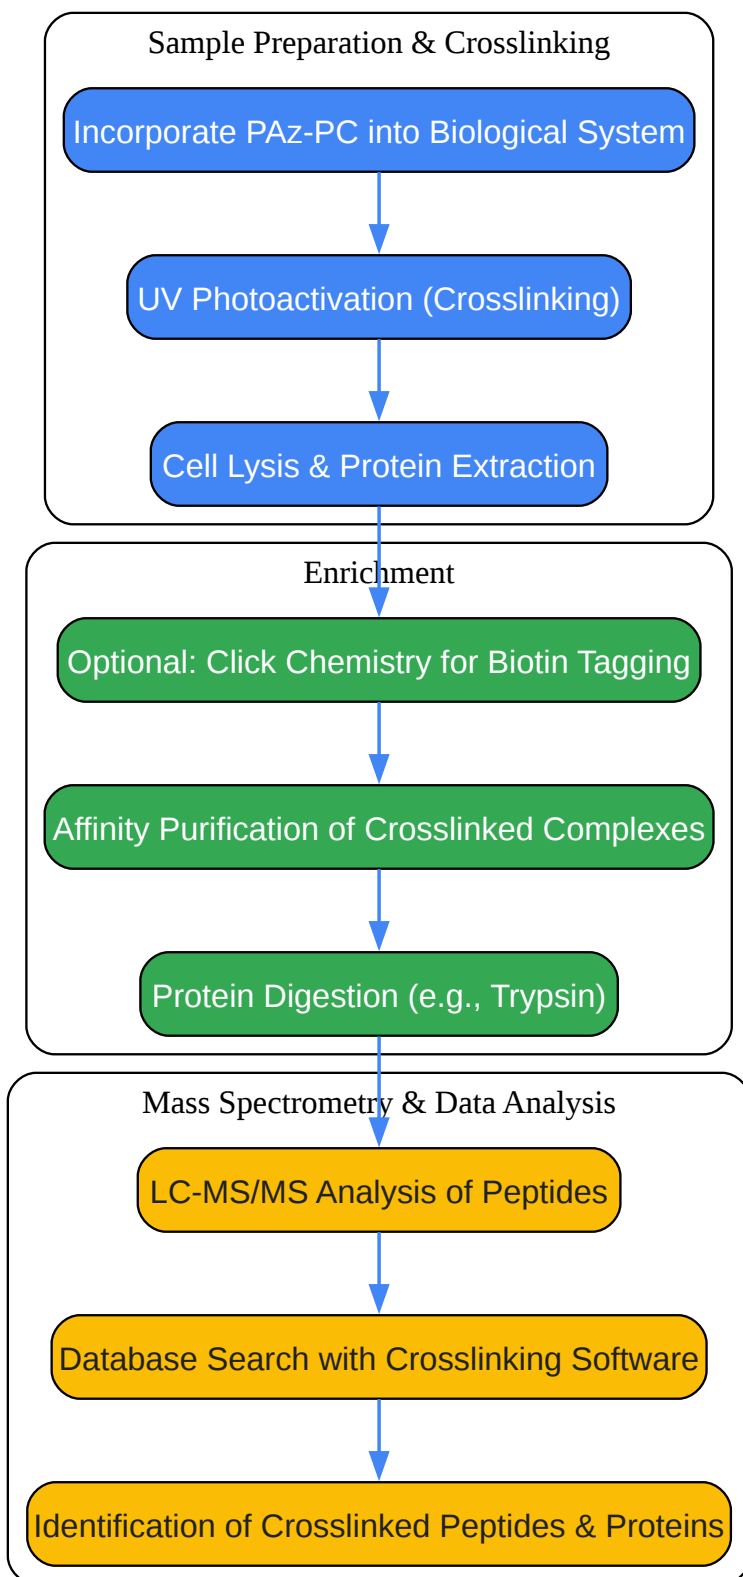 Sample Preparation & Crosslinking
Incorporate PAz-PC into Biological System
UV Photoactivation (Crosslinking)
Cell Lysis & Protein Extraction
Enrichment
Optional: Click Chemistry for Biotin Tagging
Affinity Purification of Crosslinked Complexes
Protein Digestion (e.g., Trypsin)
Mass Spectrometry & Data Analysis
LC-MS/MS Analysis of Peptides
Database Search with Crosslinking Software
Identification of Crosslinked Peptides & Proteins